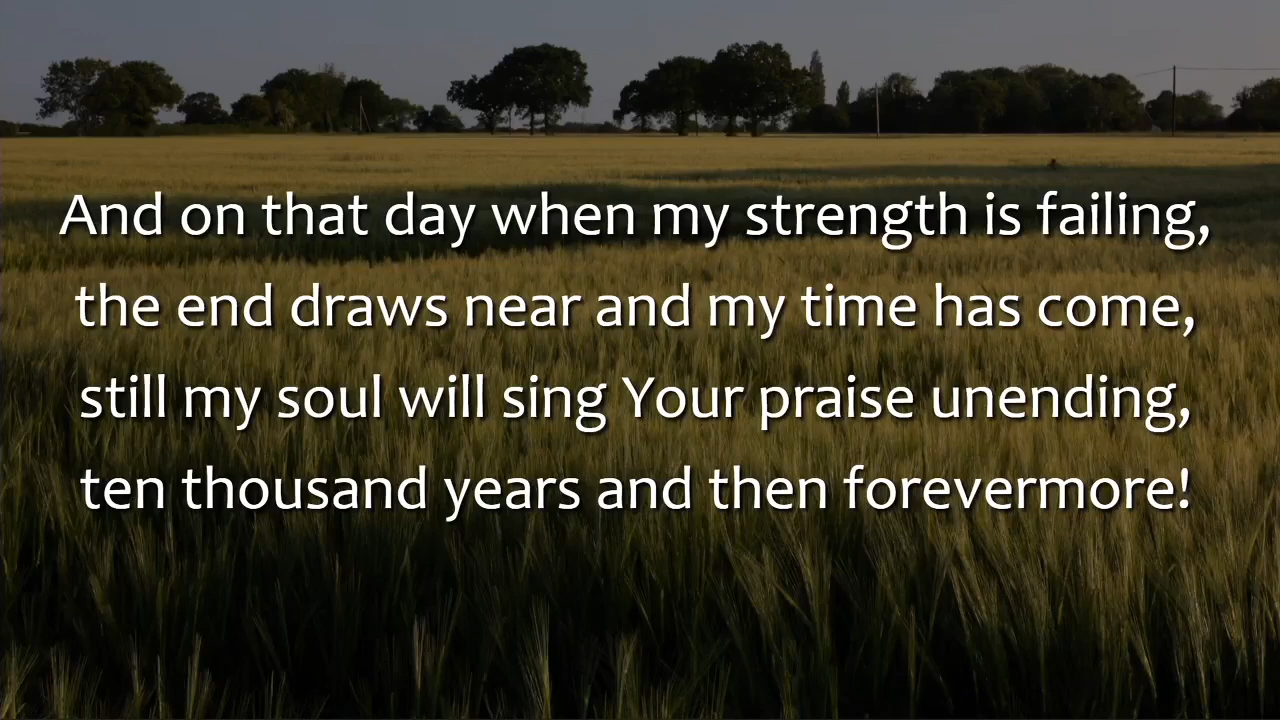 And on that day when my strength is failing,
the end draws near and my time has come,
still my soul will sing Your praise unending,
ten thousand years and then forevermore!